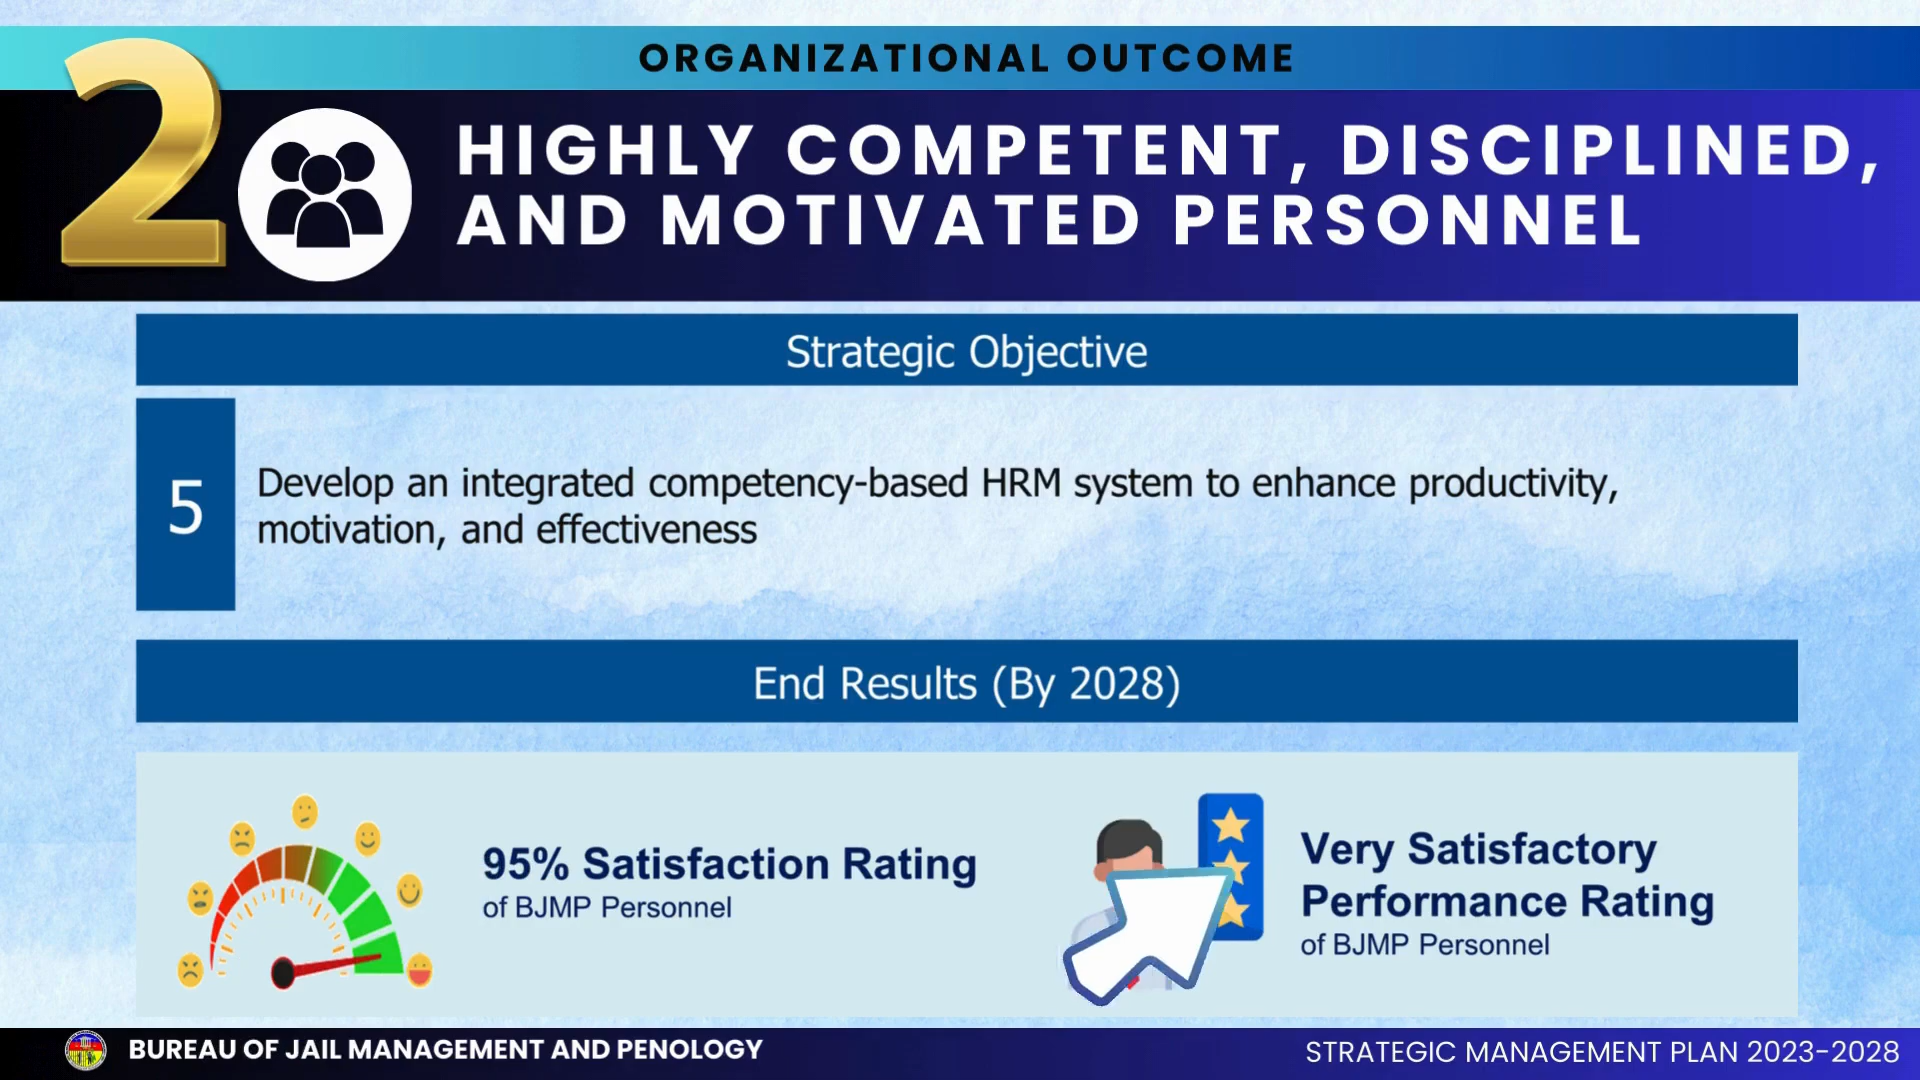 ORGANIZATIONAL OUTCOME
2
HIGHLY COMPETENT, DISCIPLINED,
AND MOTIVATED PERSONNEL
Strategic Objective
5
Develop an integrated competency-based HRM system to enhance productivity,
motivation, and effectiveness
End Results (By 2028)
95% Satisfaction Rating
of BJMP Personnel
Very Satisfactory
Performance Rating
of BJMP Personnel
BUREAU OF JAIL MANAGEMENT AND PENOLOGY
STRATEGIC MANAGEMENT PLAN 2023-2028